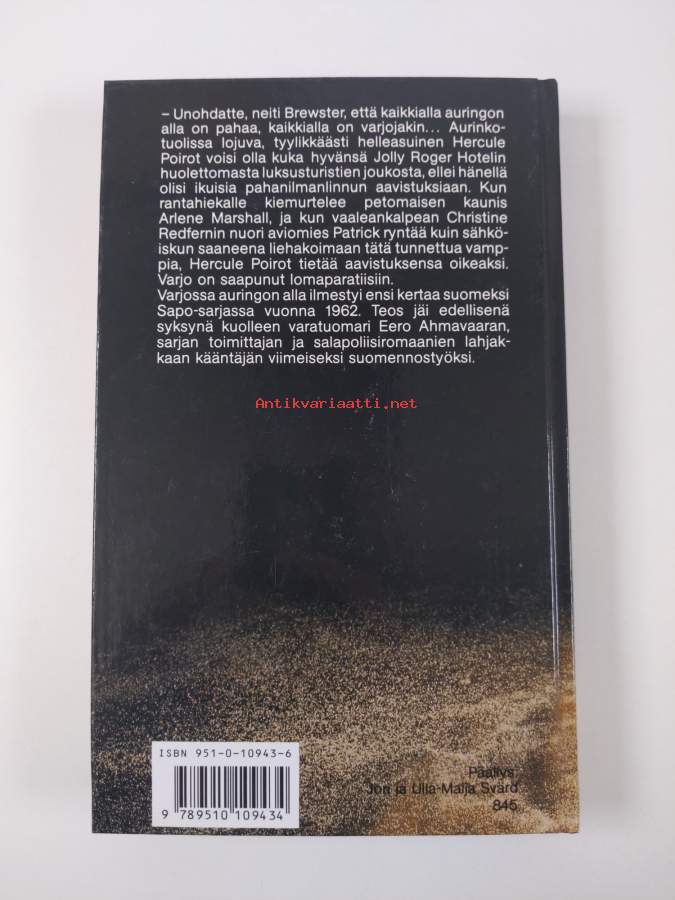 – Unohdatte, neiti Brewster, että kaikkialla auringon
alla on pahaa, kaikkialla on varjojakin... Aurinko-
tuolissa lojuva, tyylikkäästi helleasuinen Hercule
Poirot voisi olla kuka hyvänsä Jolly Roger Hotelin
huolettomasta luksusturistien joukosta, ellei hänellä
olisi ikuisia pahanilmanlinnun aavistuksiaan. Kun
rantahiekalle kiemurtelee petomaisen kaunis
Arlene Marshall, ja kun vaaleankalpean Christine
Redfernin nuori aviomies Patrick ryntää kuin sähkö-
iskun saaneena liehakoimaan tätä tunnettua vamp-
pia, Hercule Poirot tietää aavistuksensa oikeaksi.
Varjo on saapunut lomaparatiisiin.
Varjossa auringon alla ilmestyi ensi kertaa suomeksi
Sapo-sarjassa vuonna 1962. Teos jäi edellisenä
syksynä kuolleen varatuomari Eero Ahmavaaran,
sarjan toimittajan ja salapoliisiromaanien lahjak-
kaan kääntäjän viimeiseksi suomennostyöksi.
Antikvariaatti.net
ISBN 951-0-10943-6
9 789510 109434
Päällys:
Jori ja Ulla-Maija Svärd
845